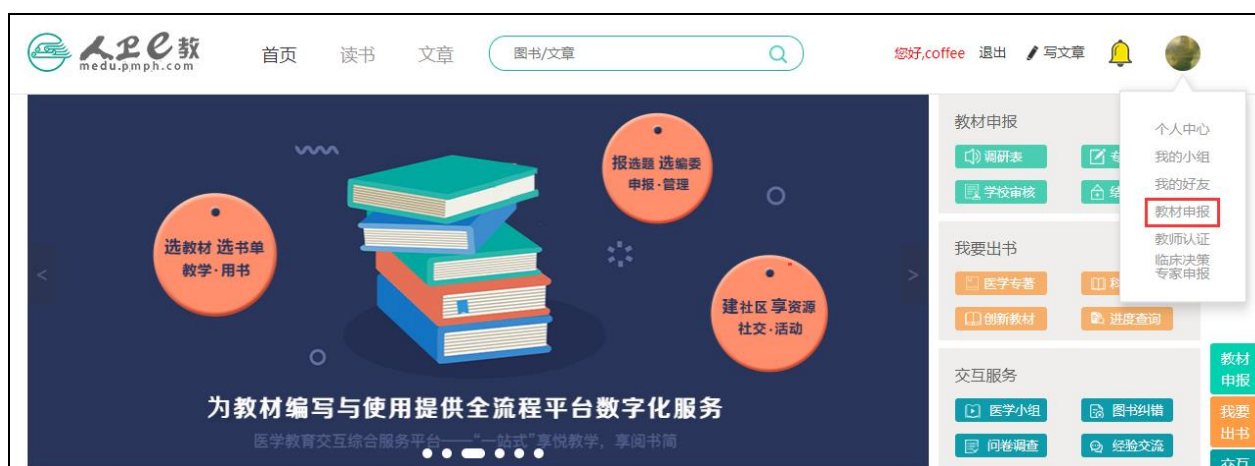 人卫e教
medu.pmph.com
首页 读书 文章 图书/文章
您好,coffee 退出 写文章
个人中心
我的小组
我的好友
教材申报
教师认证
临床决策
专家申报
报选题 选编委
申报·管理
选教材 选书单
教学·用书
建社区 享资源
社交·活动
为教材编写与使用提供全流程平台数字化服务
医学教育交互综合服务平台——“一站式”享悦教学，享阅书简
教材申报
调研表
学校审核
我要出书
医学专著
创新教材 进度查询
交互服务
医学小组 图书纠错
问卷调查 经验交流
教材
申报
我要
出书